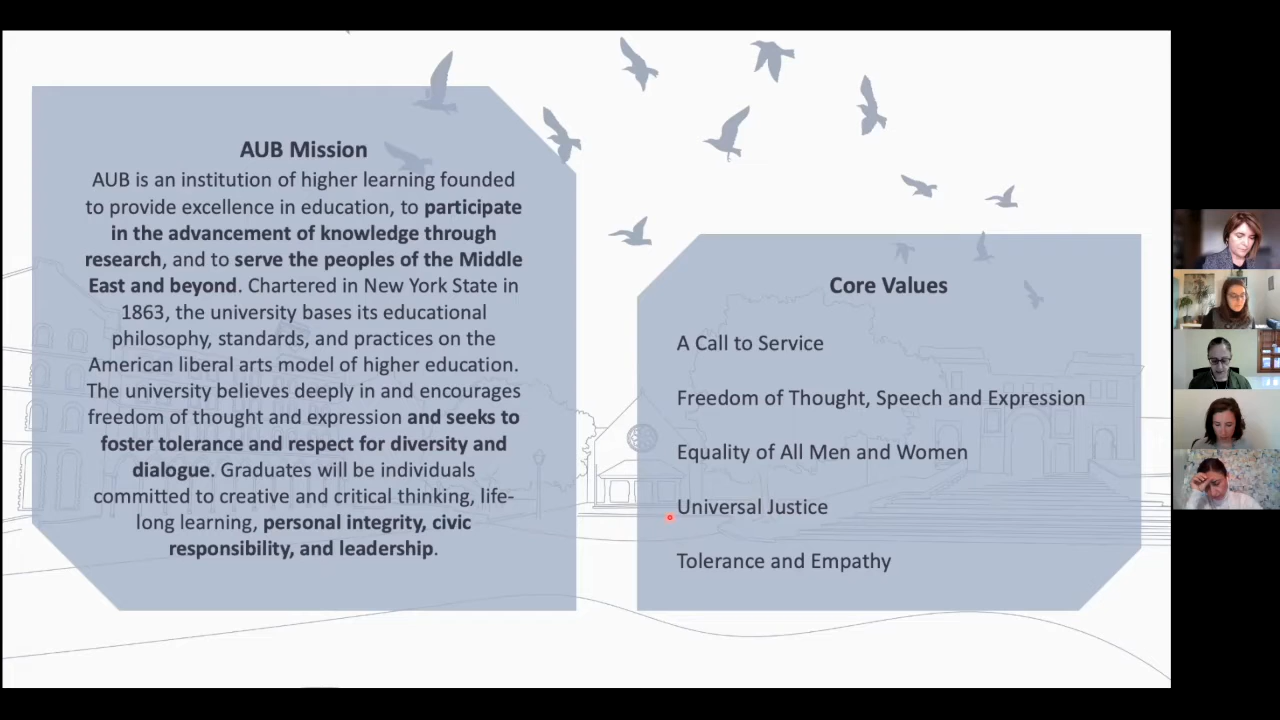 AUB Mission
AUB is an institution of higher learning founded
to provide excellence in education, to participate
in the advancement of knowledge through
research, and to serve the peoples of the Middle
East and beyond. Chartered in New York State in
1863, the university bases its educational
philosophy, standards, and practices on the
American liberal arts model of higher education.
The university believes deeply in and encourages
freedom of thought and expression and seeks to
foster tolerance and respect for diversity and
dialogue. Graduates will be individuals
committed to creative and critical thinking, life-
long learning, personal integrity, civic
responsibility, and leadership.
Core Values
A Call to Service
Freedom of Thought, Speech and Expression
Equality of All Men and Women
Universal Justice
Tolerance and Empathy